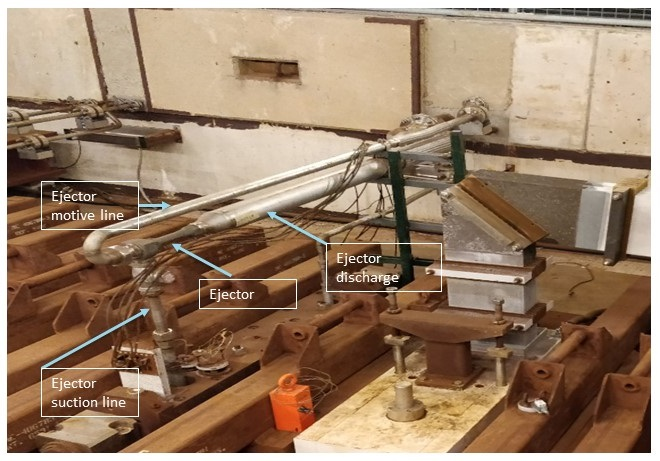 Ejector
motive line
Ejector
discharge
Ejector
Ejector
suction line